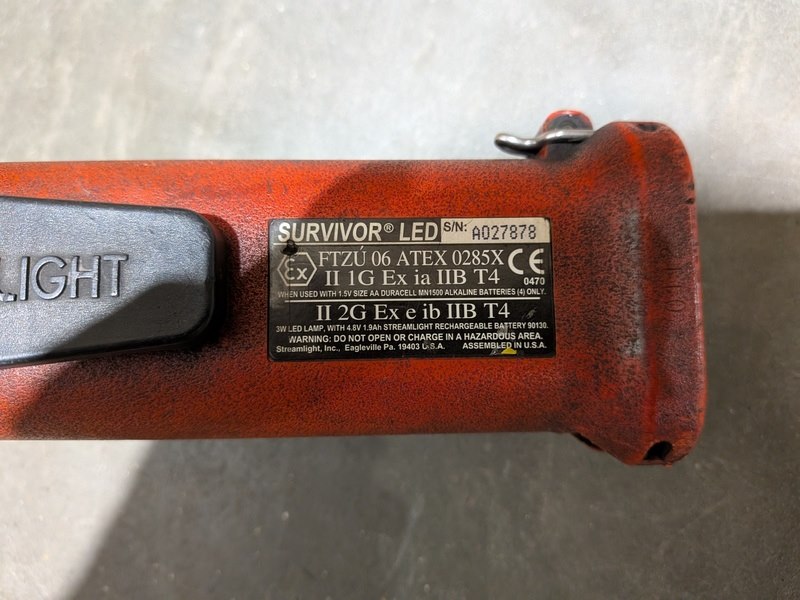 LIGHT
SURVIVOR® LED S/N: A027878
Ex FTZÚ 06 ATEX 0285X CE
II 1G Ex ia IIB T4 0470
WHEN USED WITH 1.5V SIZE AA DURACELL MN1500 ALKALINE BATTERIES (4) ONLY.
II 2G Ex e ib IIB T4
3W LED LAMP, WITH 4.8V 1.9Ah STREAMLIGHT RECHARGEABLE BATTERY 90130.
WARNING: DO NOT OPEN OR CHARGE IN A HAZARDOUS AREA.
Streamlight, Inc., Eagleville Pa. 19403 U.S.A. ASSEMBLED IN U.S.A.